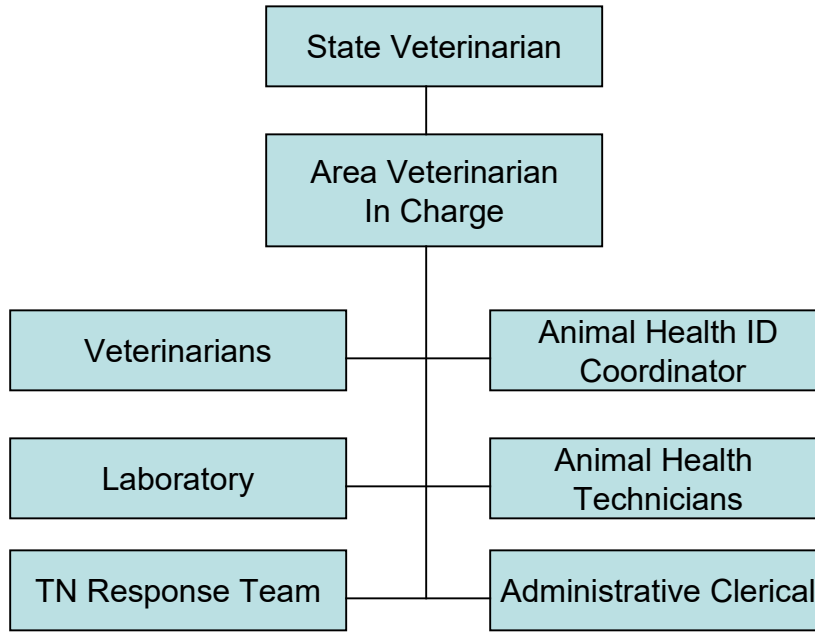 State Veterinarian
Area Veterinarian
In Charge
Veterinarians
Animal Health ID
Coordinator
Laboratory
Animal Health
Technicians
TN Response Team
Administrative Clerical